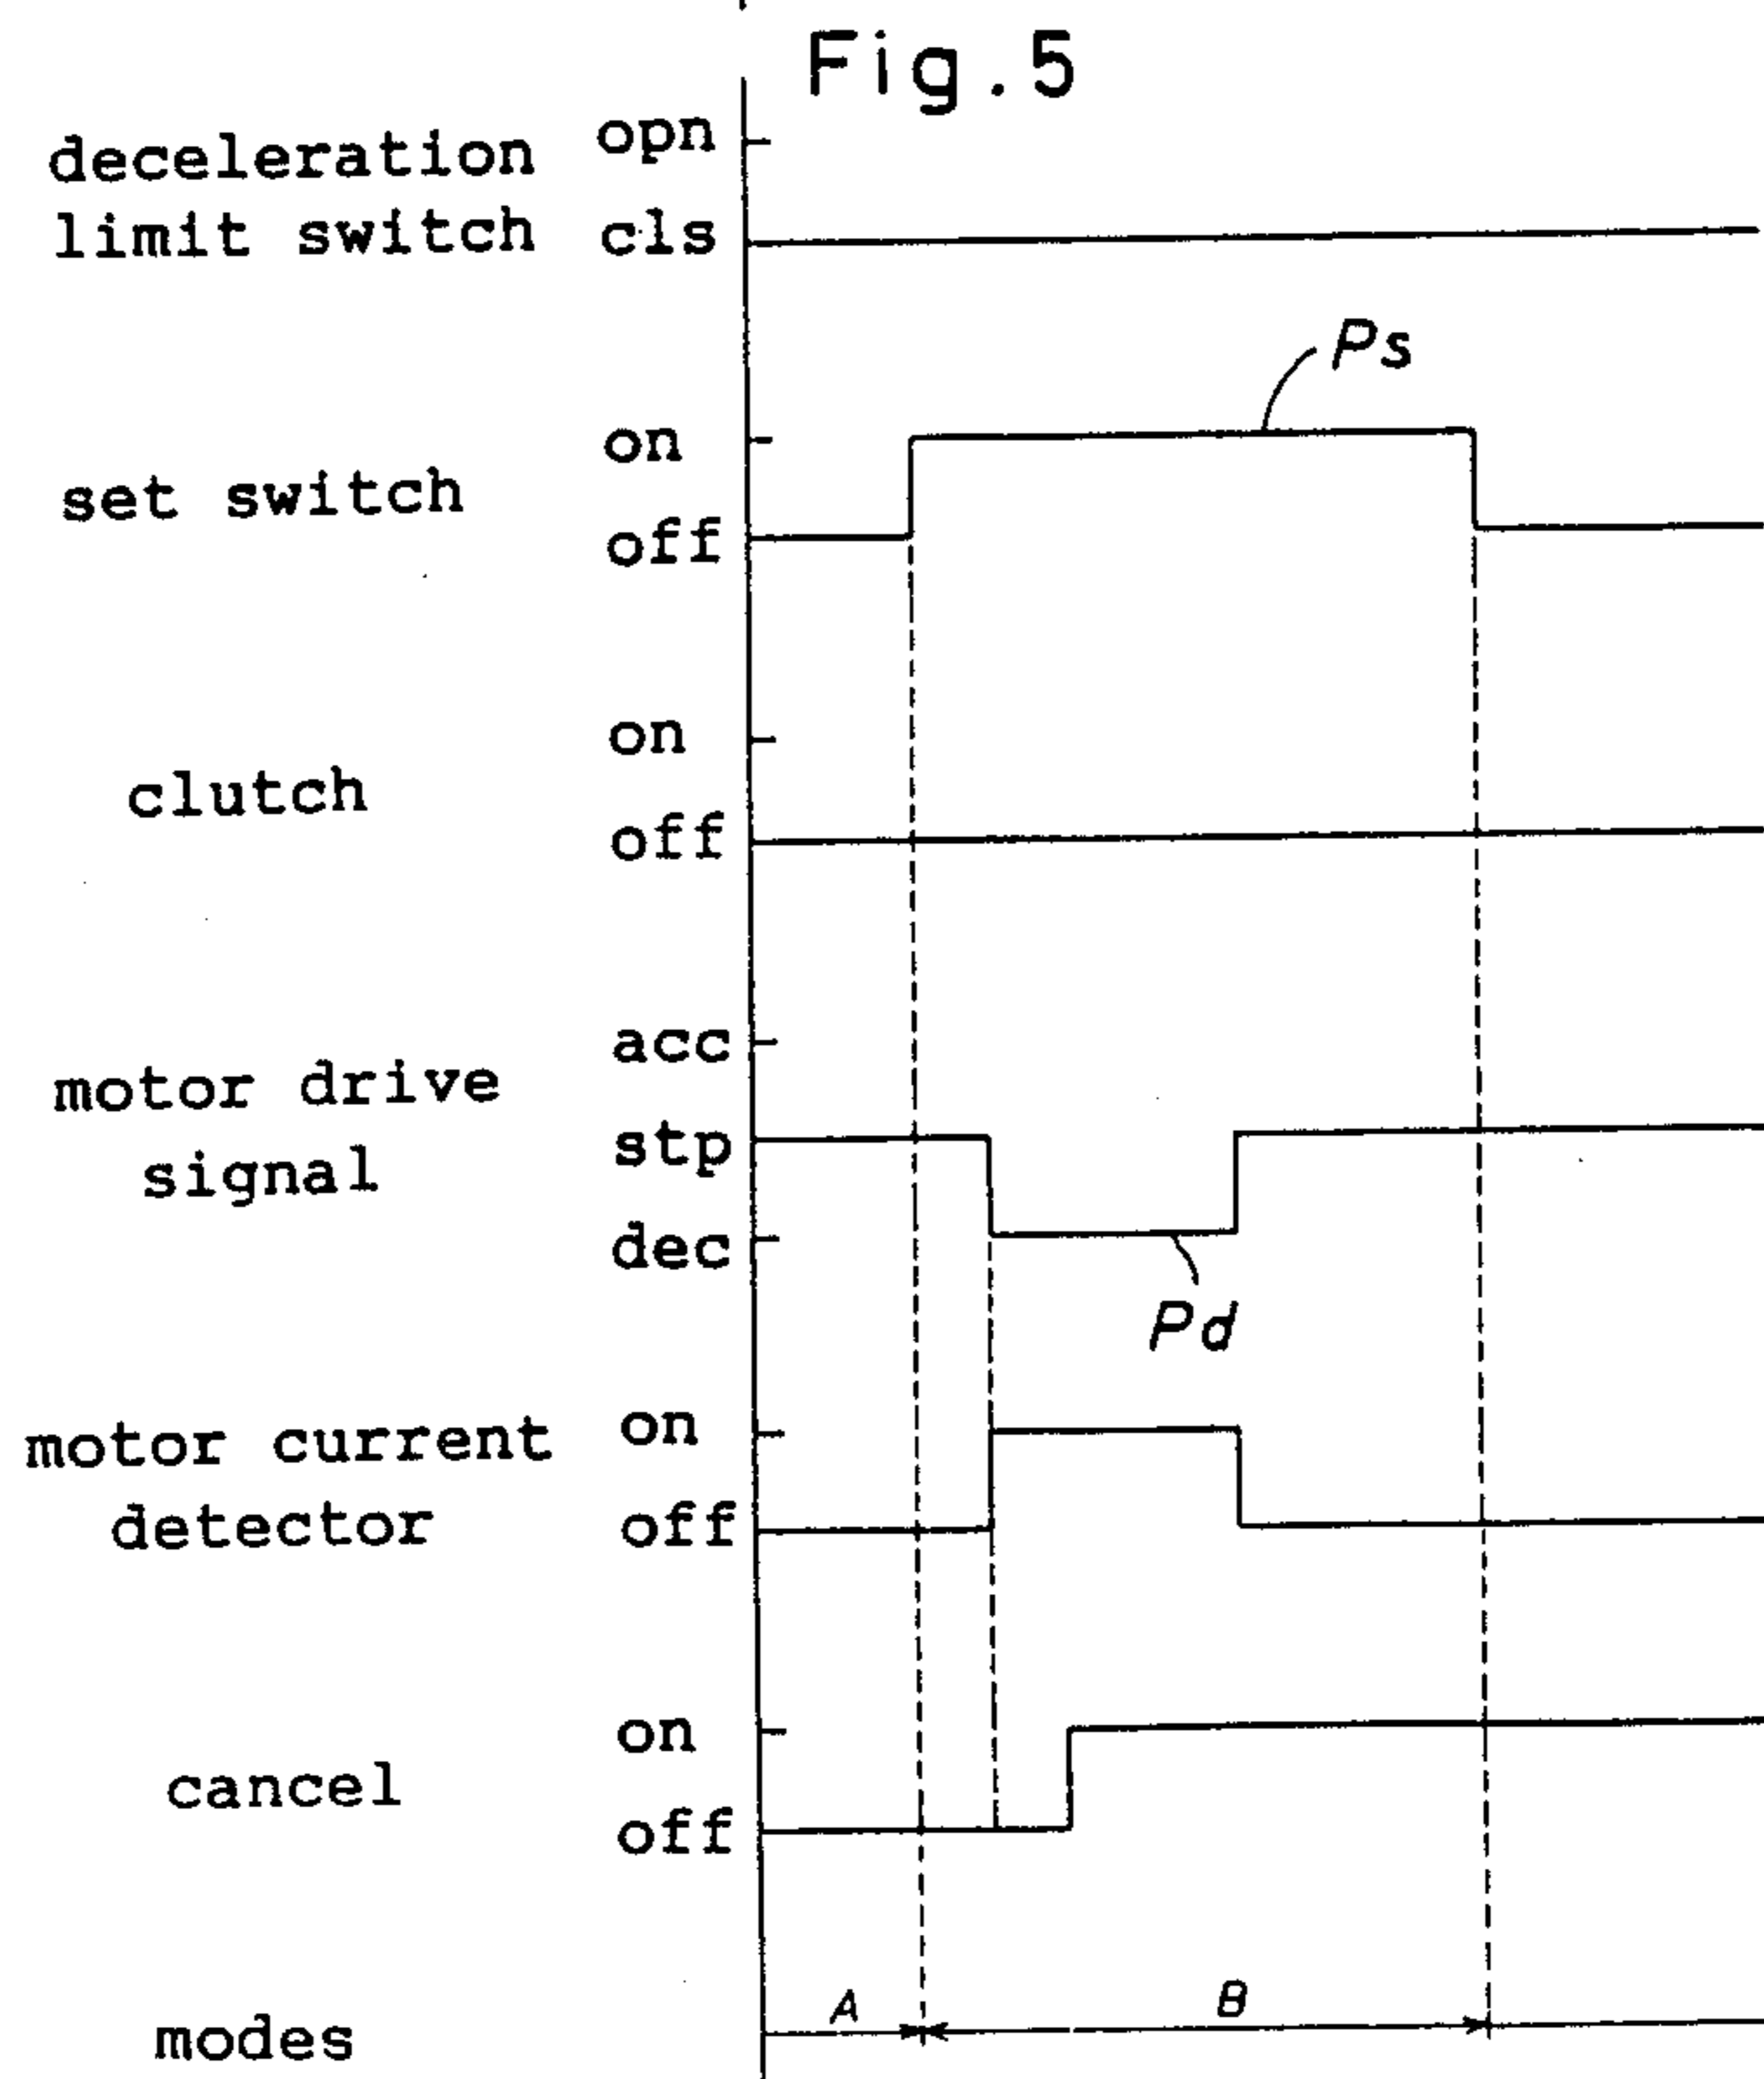 Fig.5
deceleration opn
limit switch cls
Ps
on
set switch
off
on
clutch
off
acc
motor drive
stp
signal
dec
Pd
on
motor current
off
detector
on
cancel
off
A B
modes